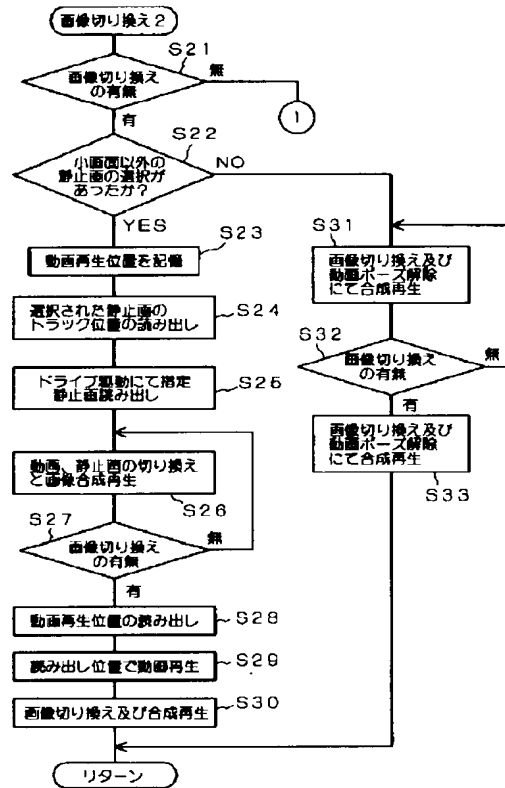 画像切り換え2
S21
画像切り換え
の有無
無
1
有
S22
小画面以外の
静止画の選択が
あったか?
NO
YES
S23
動画再生位置を記憶
選択された静止画の
トラック位置の読み出し
S24
ドライブ駆動にて指定
静止画読み出し
S25
動画、静止画の切り換え
と画像合成再生
S26
S27
画像切り換え
の有無
無
有
動画再生位置の読み出し
S28
読み出し位置で動画再生
S29
画像切り換え及び合成再生
S30
S31
画像切り換え及び
動画ポーズ解除
にて合成再生
S32
画像切り換え
の有無
無
有
画像切り換え及び
動画ポーズ解除
にて合成再生
S33
リターン